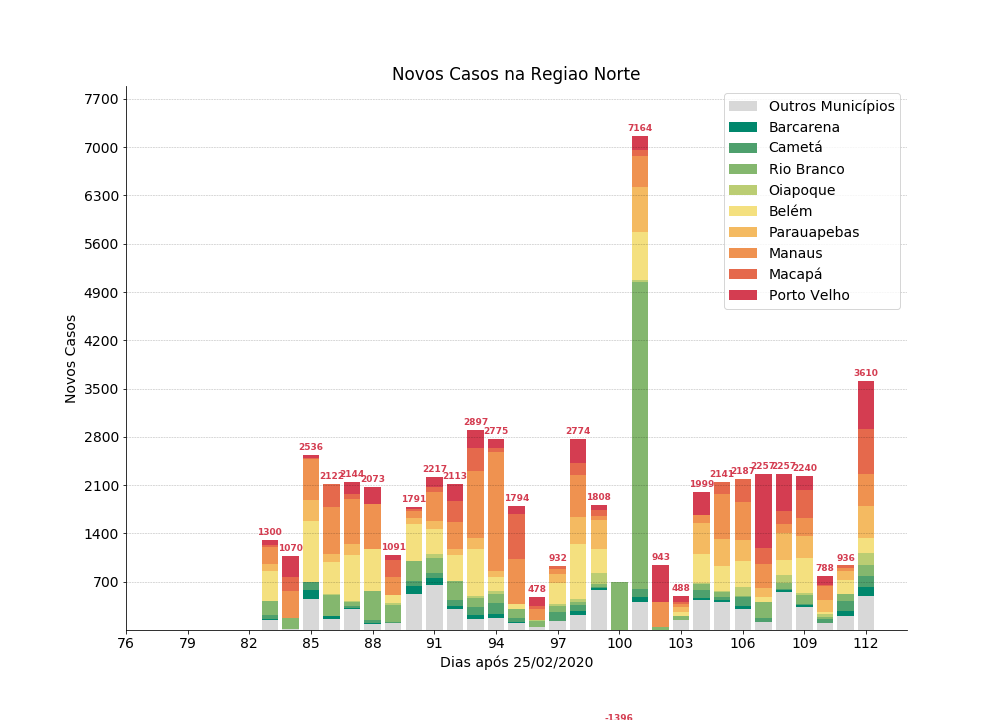 Novos Casos na Regiao Norte
Novos Casos
7700
7000
6300
5600
4900
4200
3500
2800
2100
1400
700
Outros Municípios
Barcarena
Cametá
Rio Branco
Oiapoque
Belém
Parauapebas
Manaus
Macapá
Porto Velho
1300
1070
2536
2122
2144
2073
1091
1791
2217
2113
2897
2775
1794
478
932
2774
1808
-1396
7164
943
488
1999
2141
2187
2257
2257
2240
788
936
3610
76 79 82 85 88 91 94 97 100 103 106 109 112
Dias após 25/02/2020